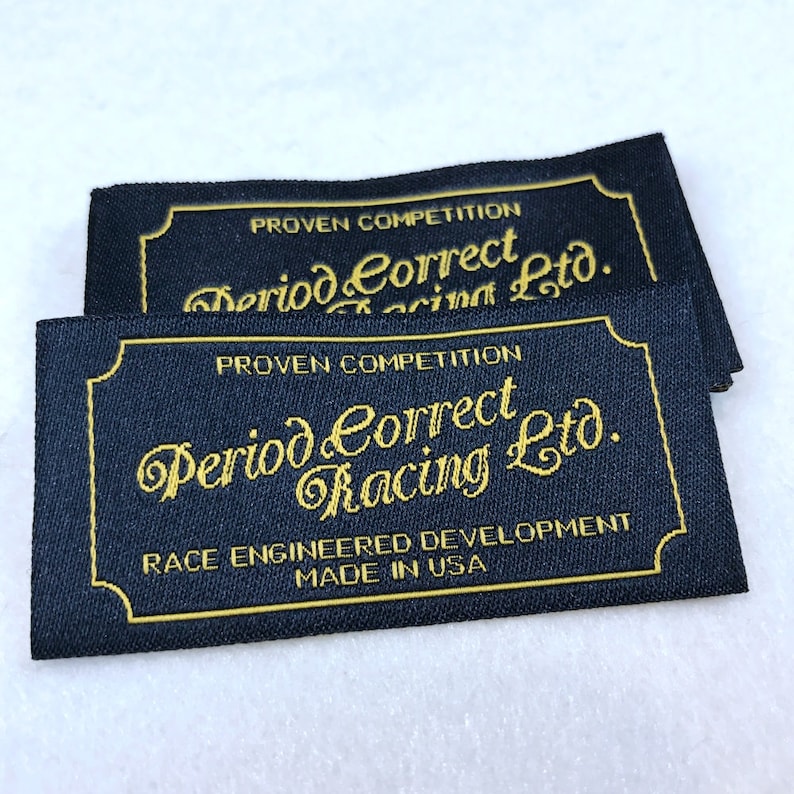 PROVEN COMPETITION
Period Correct
Racing Ltd.
PROVEN COMPETITION
Period Correct
Racing Ltd.
RACE ENGINEERED DEVELOPMENT
MADE IN USA